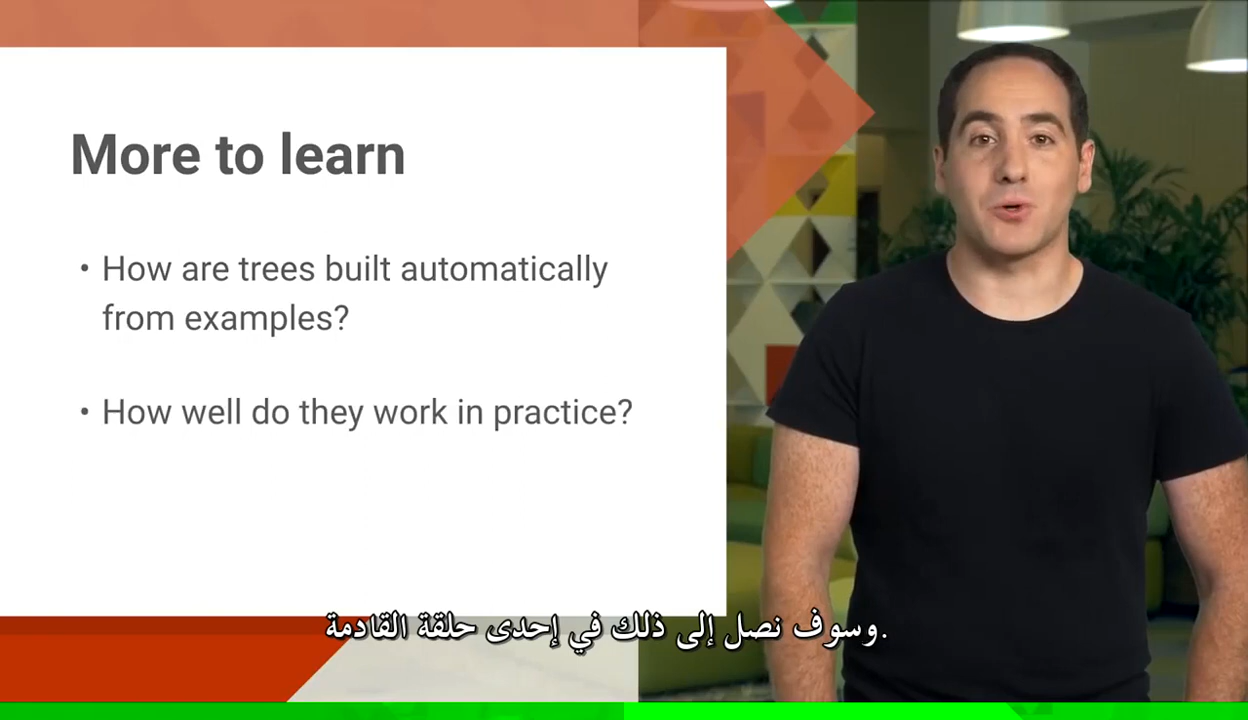 More to learn
• How are trees built automatically
from examples?
• How well do they work in practice?
وسوف نصل إلى ذلك في إحدى حلقة القادمة.